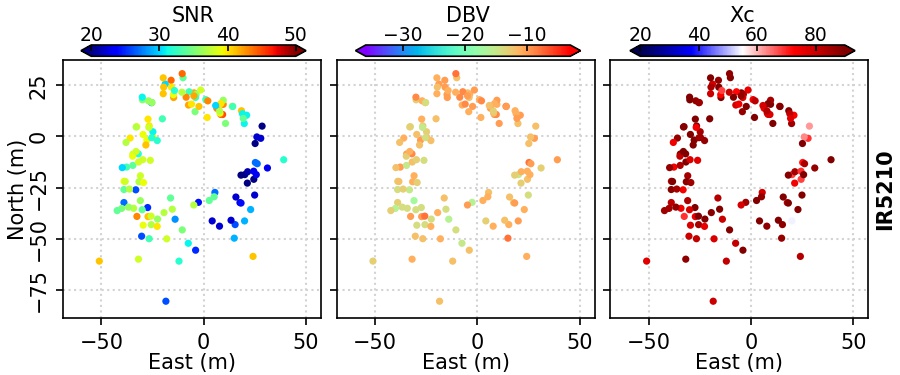 SNR DBV Xc
20 30 40 50 −30 −20 −10 20 40 60 80
25
0
−25
−50
−75
North (m)
IR5210
−50 0 50 −50 0 50 −50 0 50
East (m) East (m) East (m)